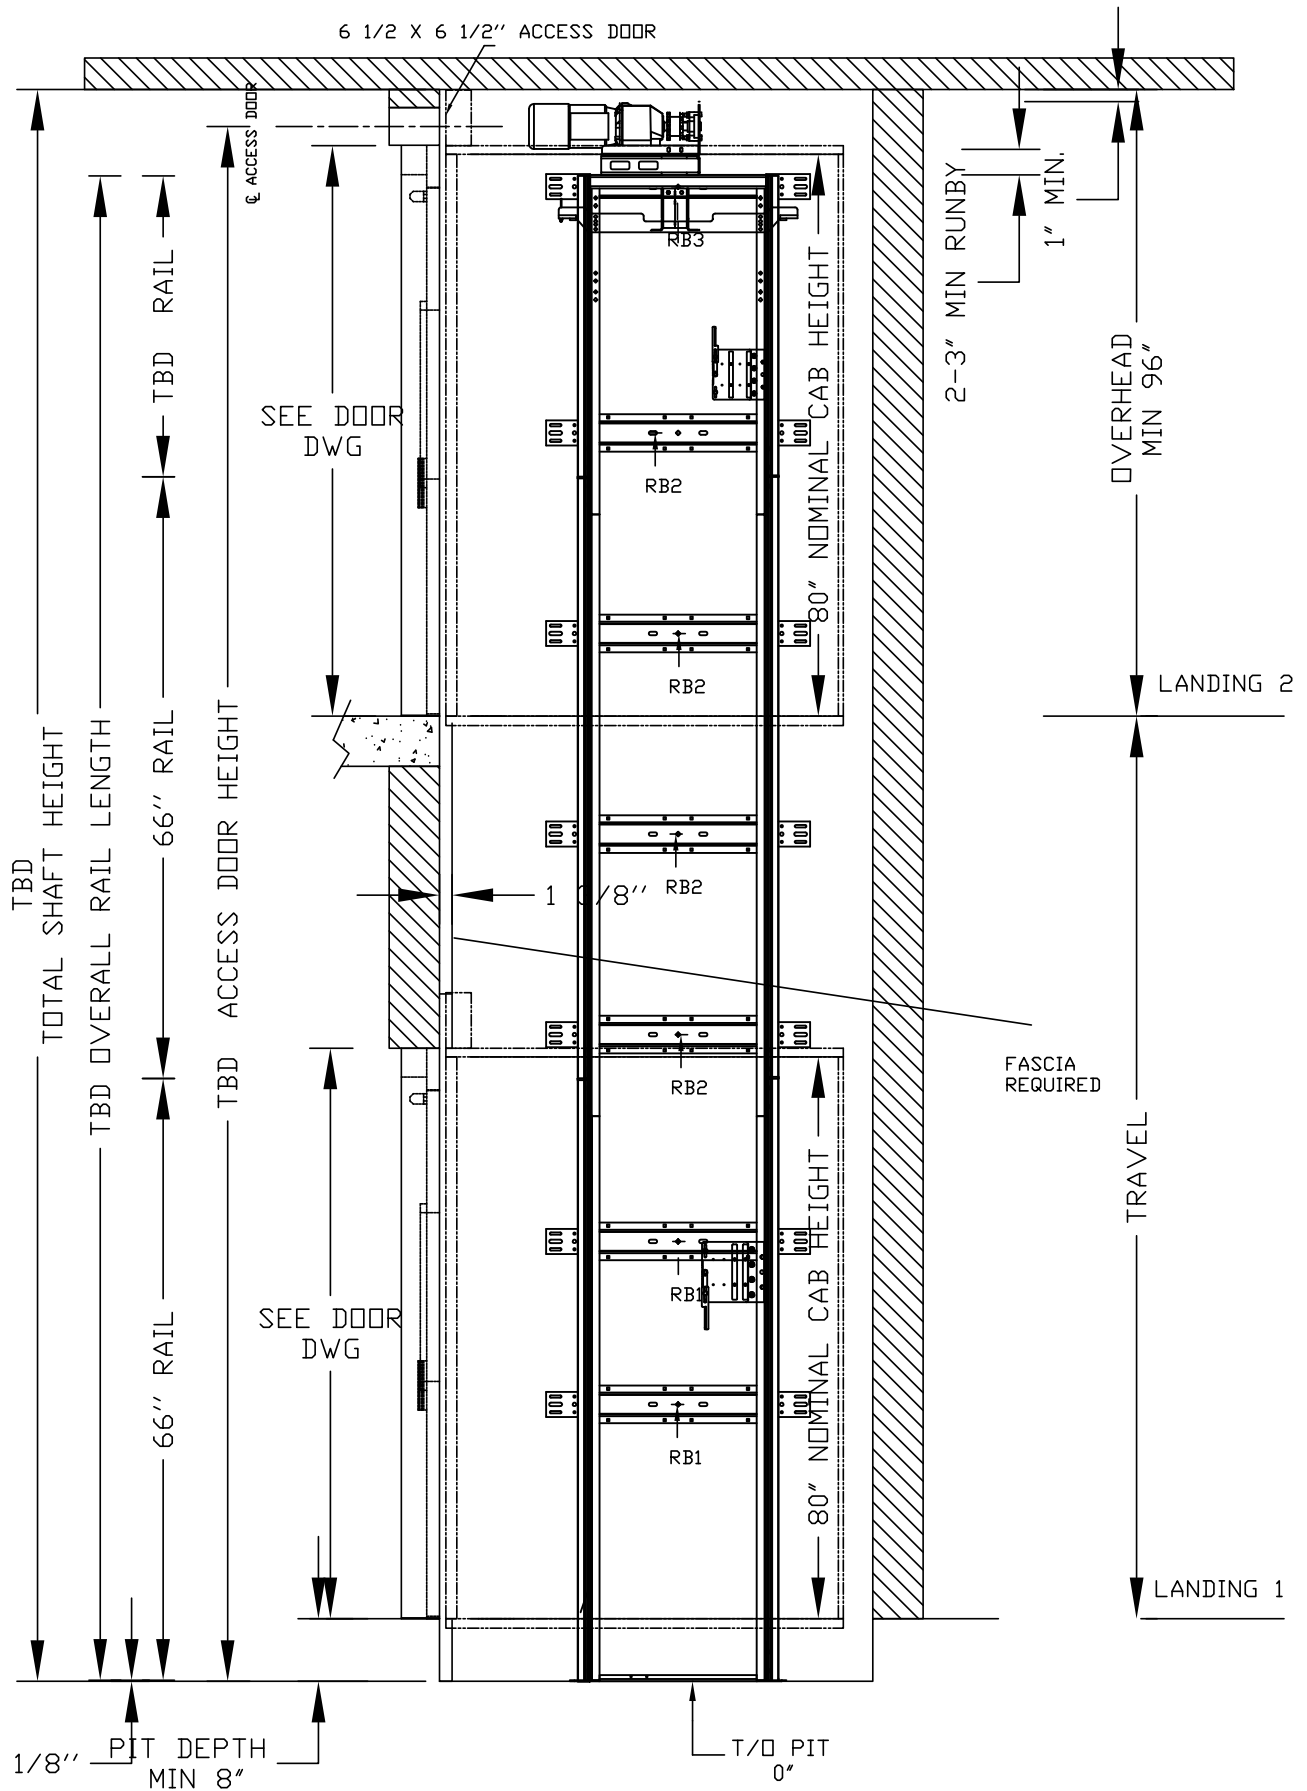 6 1/2 X 6 1/2" ACCESS DOOR
℄ ACCESS DOOR
TBD
TOTAL SHAFT HEIGHT
TBD OVERALL RAIL LENGTH
TBD RAIL
66" RAIL
66" RAIL
TBD ACCESS DOOR HEIGHT
SEE DOOR
DWG
SEE DOOR
DWG
RB3
RB2
RB2
RB2
RB2
RB1
RB1
80" NOMINAL CAB HEIGHT
80" NOMINAL CAB HEIGHT
2-3" MIN RUNBY
1" MIN.
OVERHEAD
MIN 96"
LANDING 2
1 /8"
FASCIA
REQUIRED
TRAVEL
LANDING 1
1/8"
PIT DEPTH
MIN 8"
T/O PIT
0"